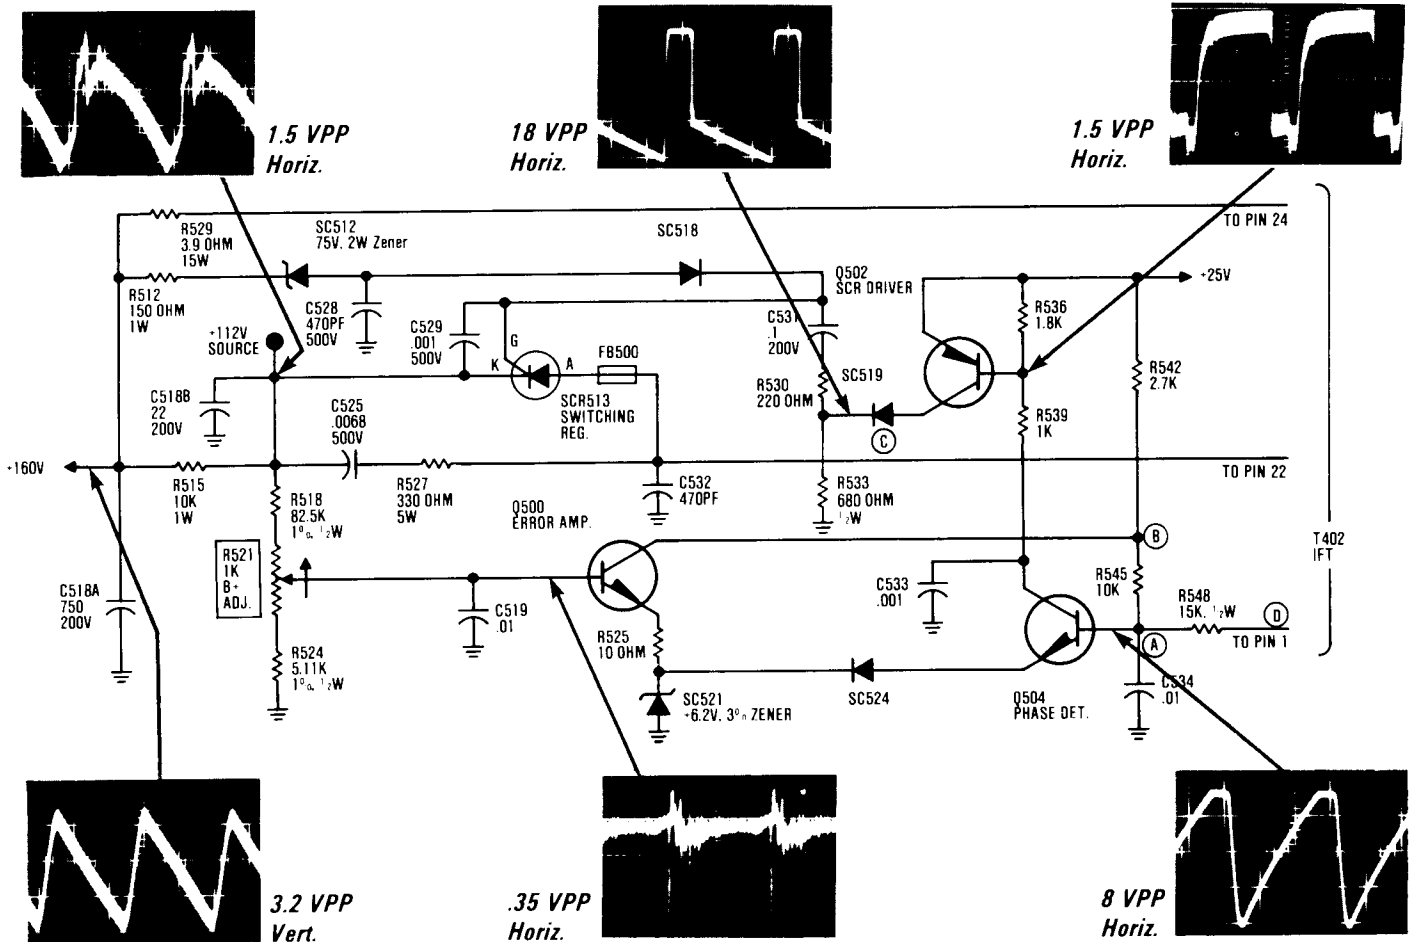 1.5 VPP
Horiz.
18 VPP
Horiz.
1.5 VPP
Horiz.
R529
3.9 OHM
15W
SC512
75V, 2W Zener
SC518
TO PIN 24
R512
150 OHM
1W
C528
470PF
500V
Q502
SCR DRIVER
+25V
+112V
SOURCE
C529
.001
500V
G
K
A
FB500
C531
.1
200V
R536
1.8K
C518B
22
200V
C525
.0068
500V
SCR513
SWITCHING
REG.
R530
220 OHM
SC519
C
R539
1K
R542
2.7K
+160V
R515
10K
1W
R527
330 OHM
5W
C532
470PF
R533
680 OHM
1/2W
TO PIN 22
R518
82.5K
1%, 1/2W
Q500
ERROR AMP.
B
T402
IFT
R521
1K
B+
ADJ.
C518A
750
200V
C519
.01
R525
10 OHM
C533
.001
R545
10K
R548
15K, 1/2W
D
TO PIN 1
A
R524
5.11K
1%, 1/2W
SC521
+6.2V, 3% ZENER
SC524
Q504
PHASE DET.
C534
.01
3.2 VPP
Vert.
.35 VPP
Horiz.
8 VPP
Horiz.